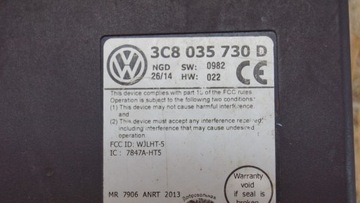 3C8 035 730 D
NGD SW: 0982
26/14 HW: 022
CE
This device complies with part 15 of the FCC rules
Operation is subject to the following two conditions:
(1) This device may not cause harmful interference
and
(2) This device must accept any interference received
including interference that may cause undesired
operation
FCC ID: WJLHT-5
IC : 7847A-HT5
MR 7906 ANRT 2013
Warranty
void
if seal is
broken